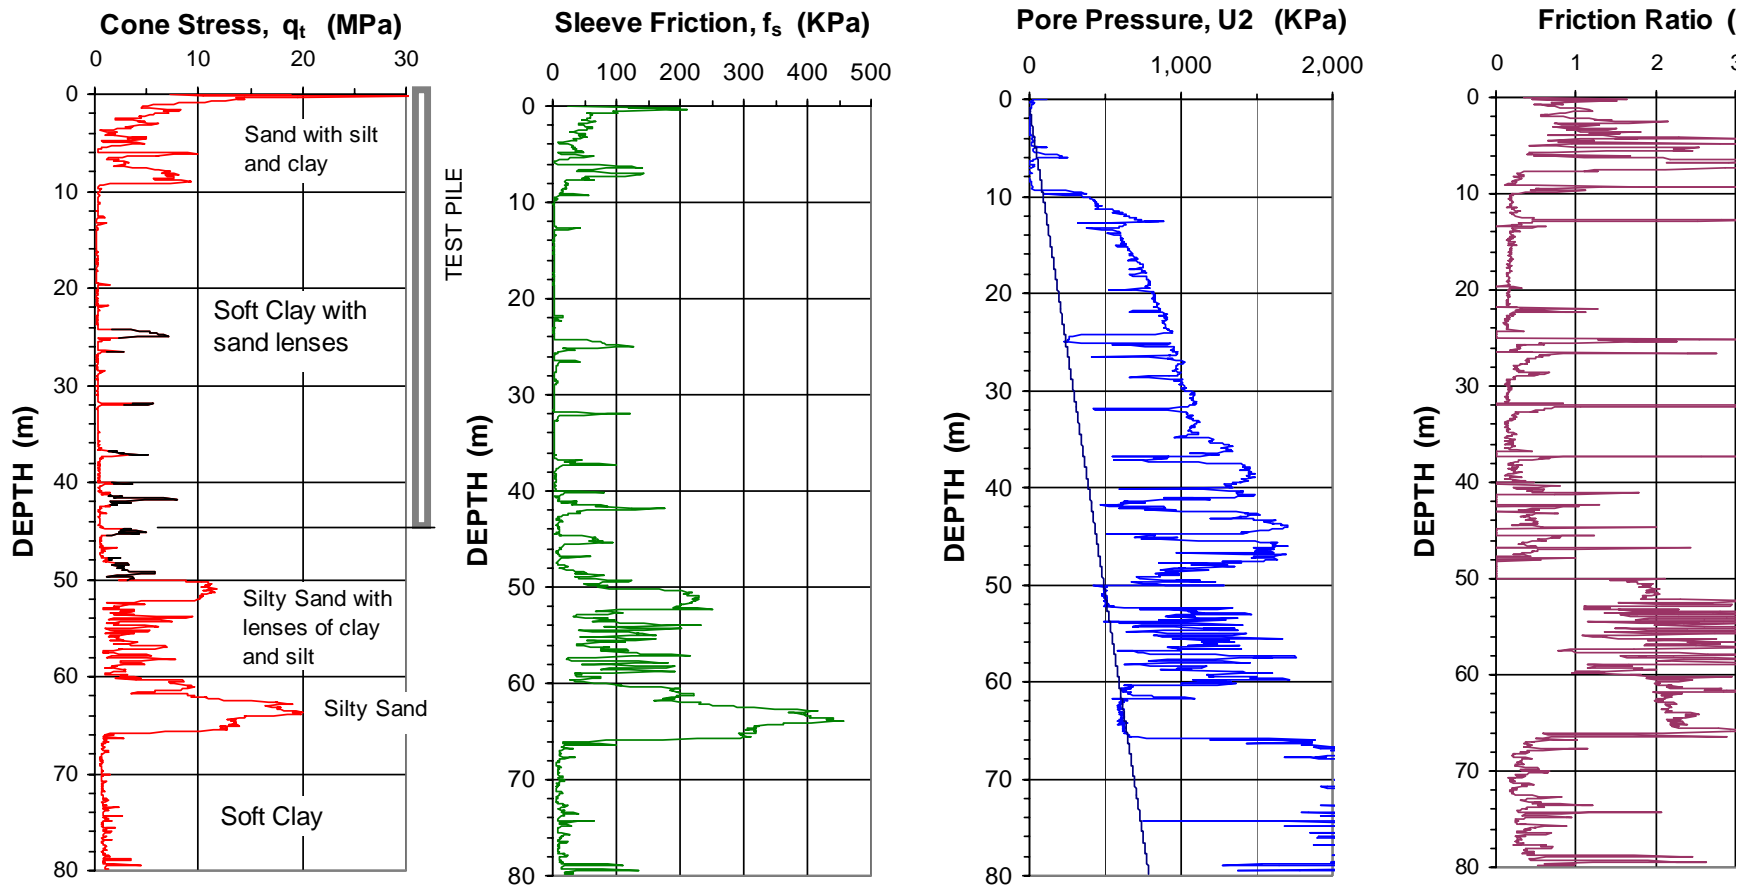 Cone Stress, qt (MPa)
0 10 20 30
0
10
20
30
40
50
60
70
80
DEPTH (m)
Sand with silt
and clay
Soft Clay with
sand lenses
Silty Sand with
lenses of clay
and silt
Silty Sand
Soft Clay
TEST PILE
Sleeve Friction, fs (KPa)
0 100 200 300 400 500
0
10
20
30
40
50
60
70
80
DEPTH (m)
Pore Pressure, U2 (KPa)
0 1,000 2,000
0
10
20
30
40
50
60
70
80
DEPTH (m)
Friction Ratio (
0 1 2 3
0
10
20
30
40
50
60
70
80
DEPTH (m)